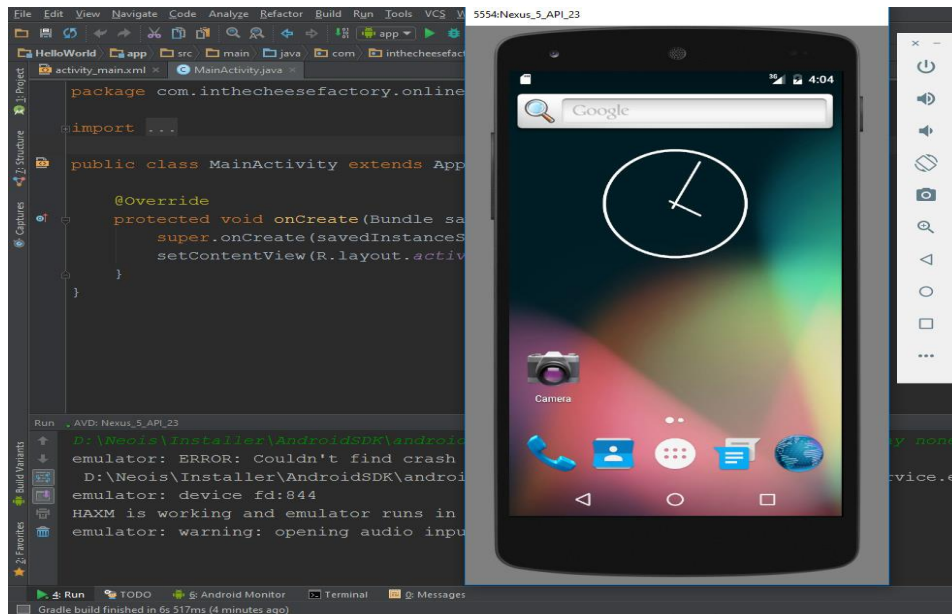 File Edit View Navigate Code Analyze Refactor Build Run Tools VCS
5554:Nexus_5_API_23
app
HelloWorld app src main java com inthecheesefact
activity_main.xml MainActivity.java
1: Project
7: Structure
Captures
package com.inthecheesefactory.online
import ...
public class MainActivity extends App
@Override
protected void onCreate(Bundle sa
super.onCreate(savedInstanceS
setContentView(R.layout.activ
}
}
36 4:04
Google
Camera
Run AVD: Nexus_5_API_23
Build Variants
2: Favorites
D:\Neois\Installer\AndroidSDK\android
none
emulator: ERROR: Couldn't find crash
D:\Neois\Installer\AndroidSDK\androi
rvice.e
emulator: device fd:844
HAXM is working and emulator runs in
emulator: warning: opening audio inpu
4: Run TODO 6: Android Monitor Terminal 0: Messages
Gradle build finished in 6s 517ms (4 minutes ago)